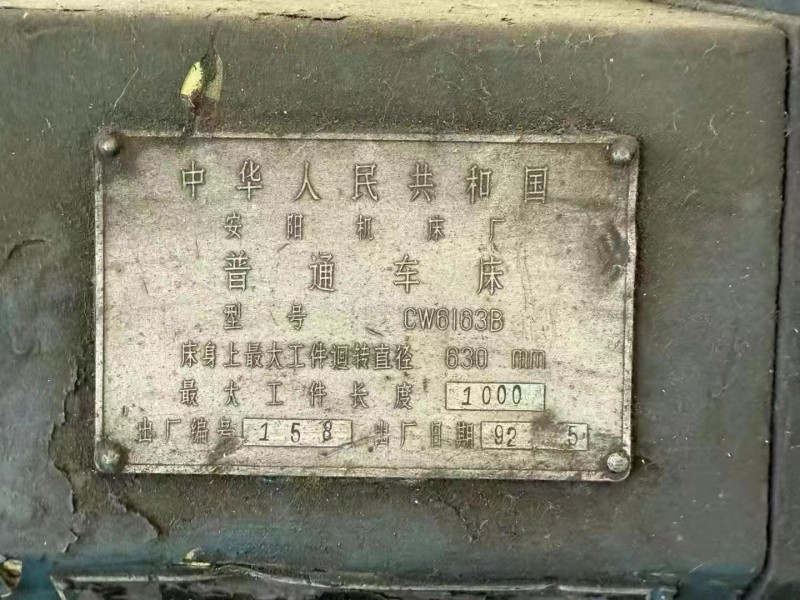 中华人民共和国
安阳机床厂
普通车床
型号 CW6163B
床身上最大工件迴转直径 630 mm
最大工件长度 1000
出厂编号 158 出厂日期 92 5